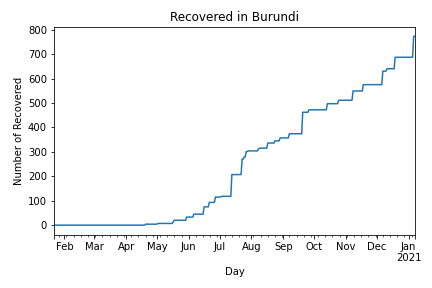 Recovered in Burundi
Number of Recovered
800
700
600
500
400
300
200
100
0
Feb Mar Apr May Jun Jul Aug Sep Oct Nov Dec Jan
2021
Day